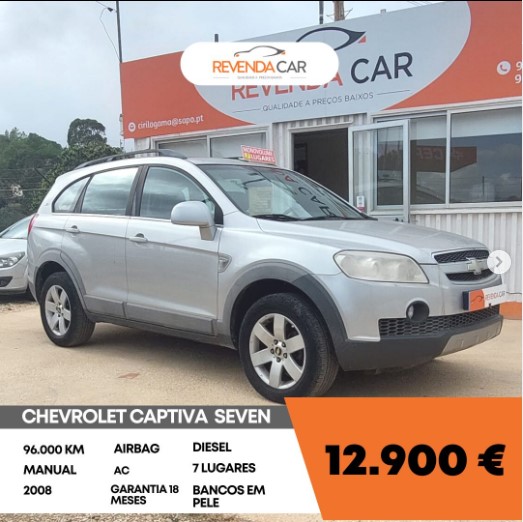 REVENDA CAR
REVENDA CAR
QUALIDADE A PREÇOS BAIXOS
cirilogama@sapo.pt
7 LUGARES
CHEVROLET CAPTIVA SEVEN
96.000 KM
AIRBAG
DIESEL
MANUAL
AC
7 LUGARES
2008
GARANTIA 18
MESES
BANCOS EM
PELE
12.900 €